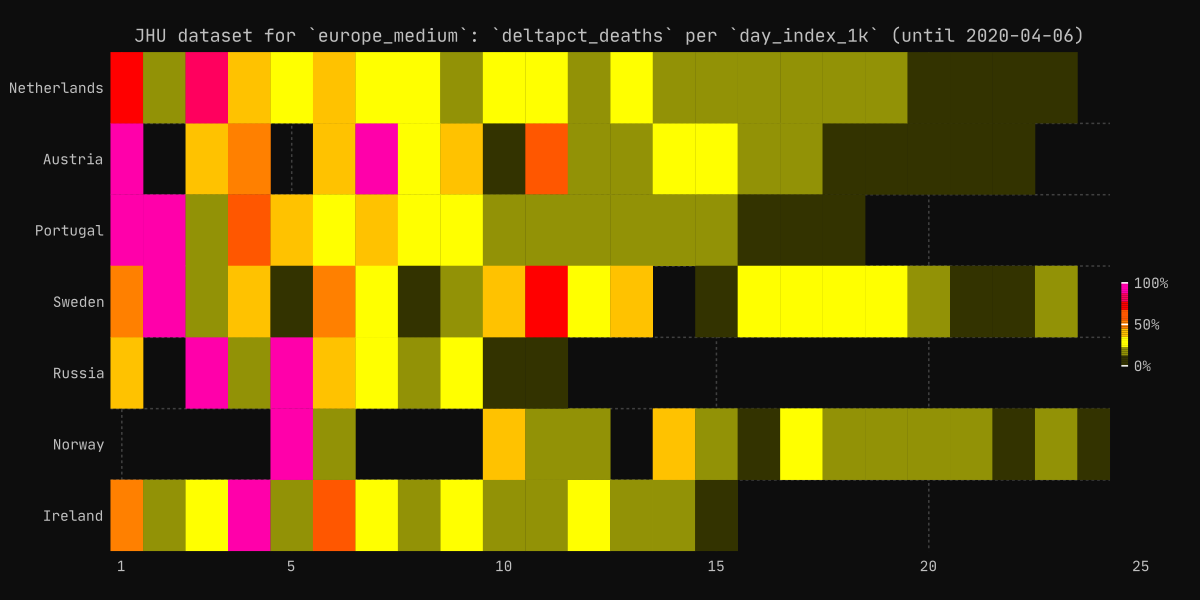 JHU dataset for `europe_medium`: `deltapct_deaths` per `day_index_1k` (until 2020-04-06)
Netherlands
Austria
Portugal
Sweden
100%
50%
0%
Russia
Norway
Ireland
1 5 10 15 20 25